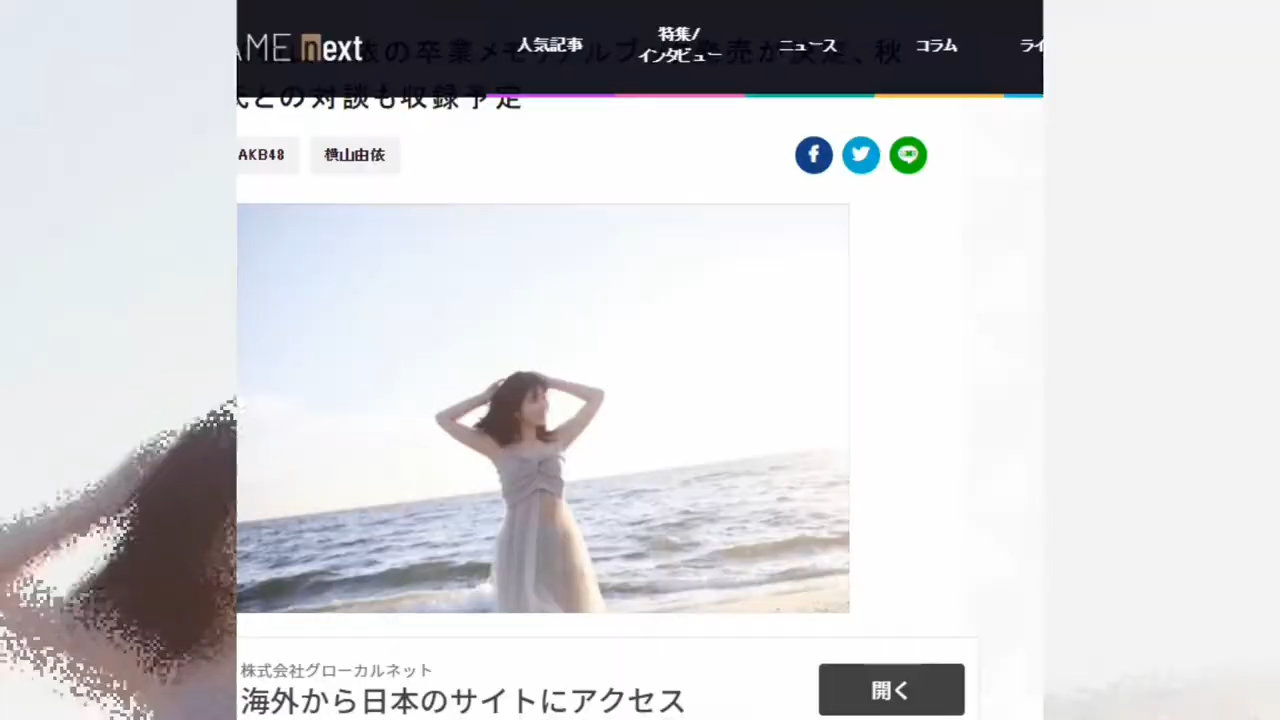 AME next
人気記事
特集/
インタビュー
ニュース
コラム
ライ
依の卒業メモリアルブ
発売が決定、秋
氏との対談も収録予定
AKB48
横山由依
株式会社グローカルネット
海外から日本のサイトにアクセス
開く